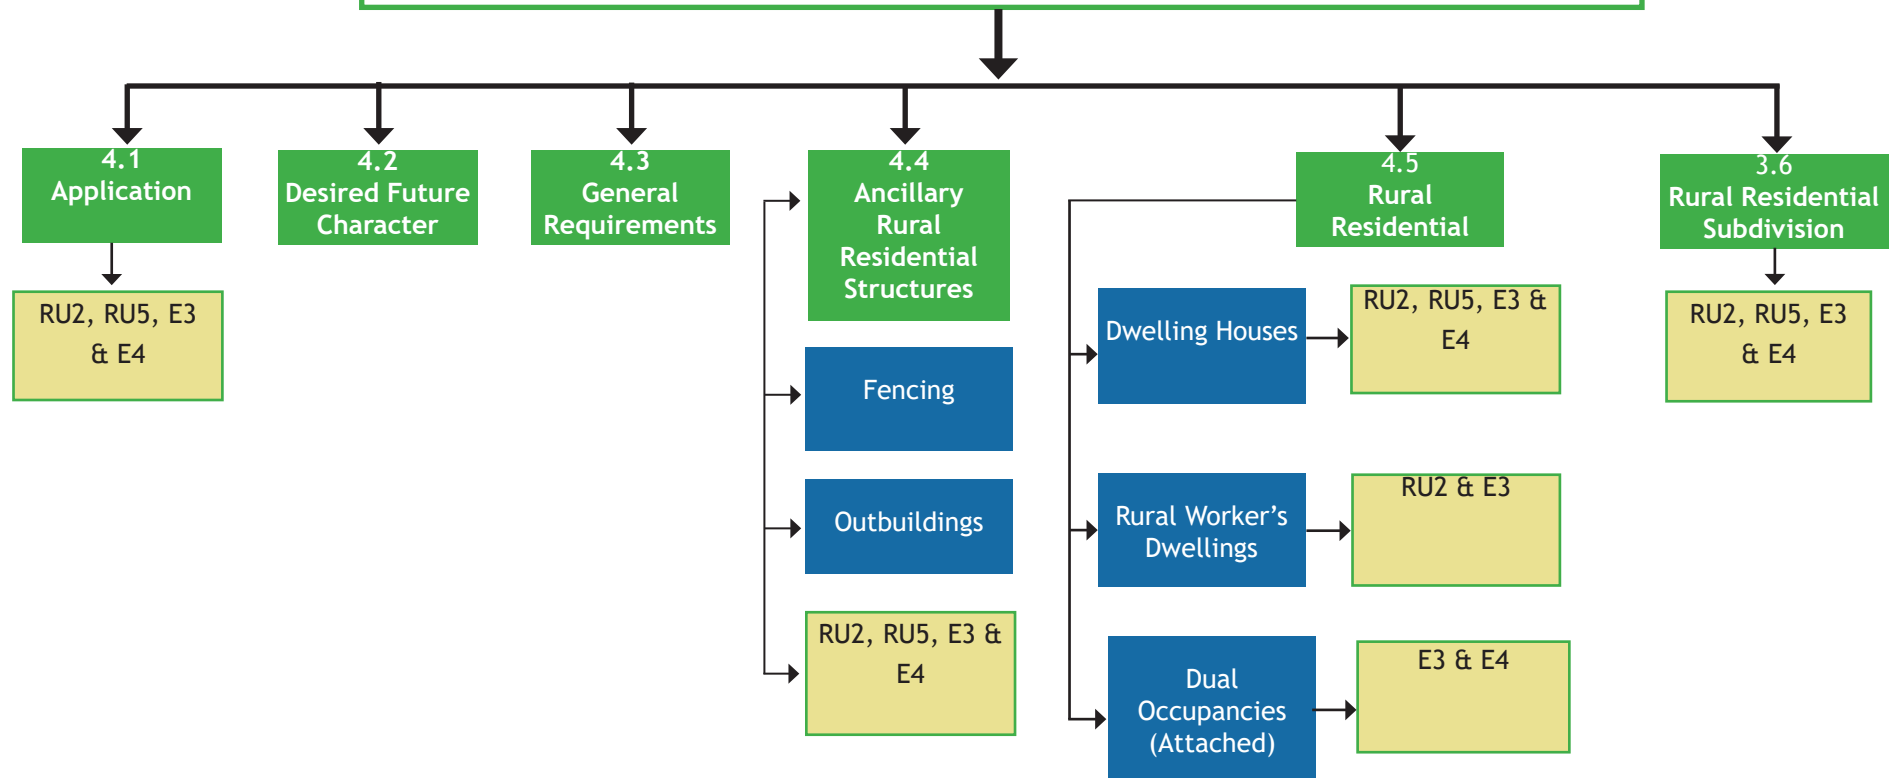 4.1
Application
RU2, RU5, E3
& E4
4.2
Desired Future
Character
4.3
General
Requirements
4.4
Ancillary
Rural
Residential
Structures
Fencing
Outbuildings
RU2, RU5, E3 &
E4
4.5
Rural
Residential
Dwelling Houses
RU2, RU5, E3 &
E4
Rural Worker’s
Dwellings
RU2 & E3
Dual
Occupancies
(Attached)
E3 & E4
3.6
Rural Residential
Subdivision
RU2, RU5, E3
& E4